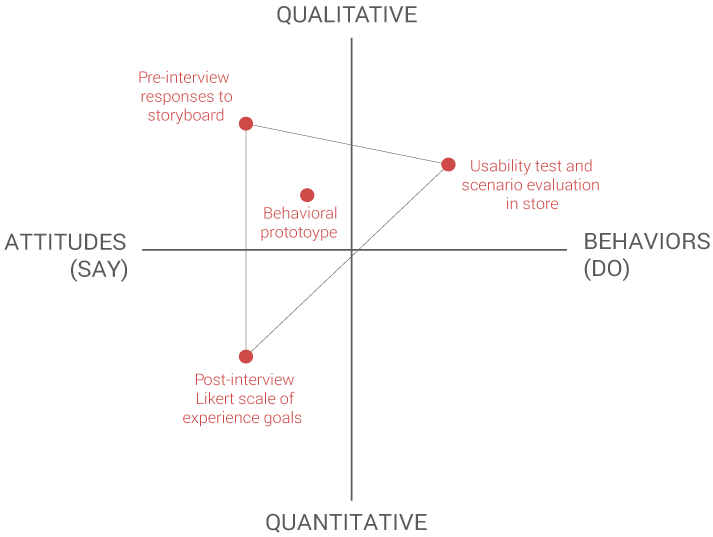 QUALITATIVE
Pre-interview
responses to
storyboard
Usability test and
scenario evaluation
in store
Behavioral
prototoype
ATTITUDES
(SAY)
BEHAVIORS
(DO)
Post-interview
Likert scale of
experience goals
QUANTITATIVE